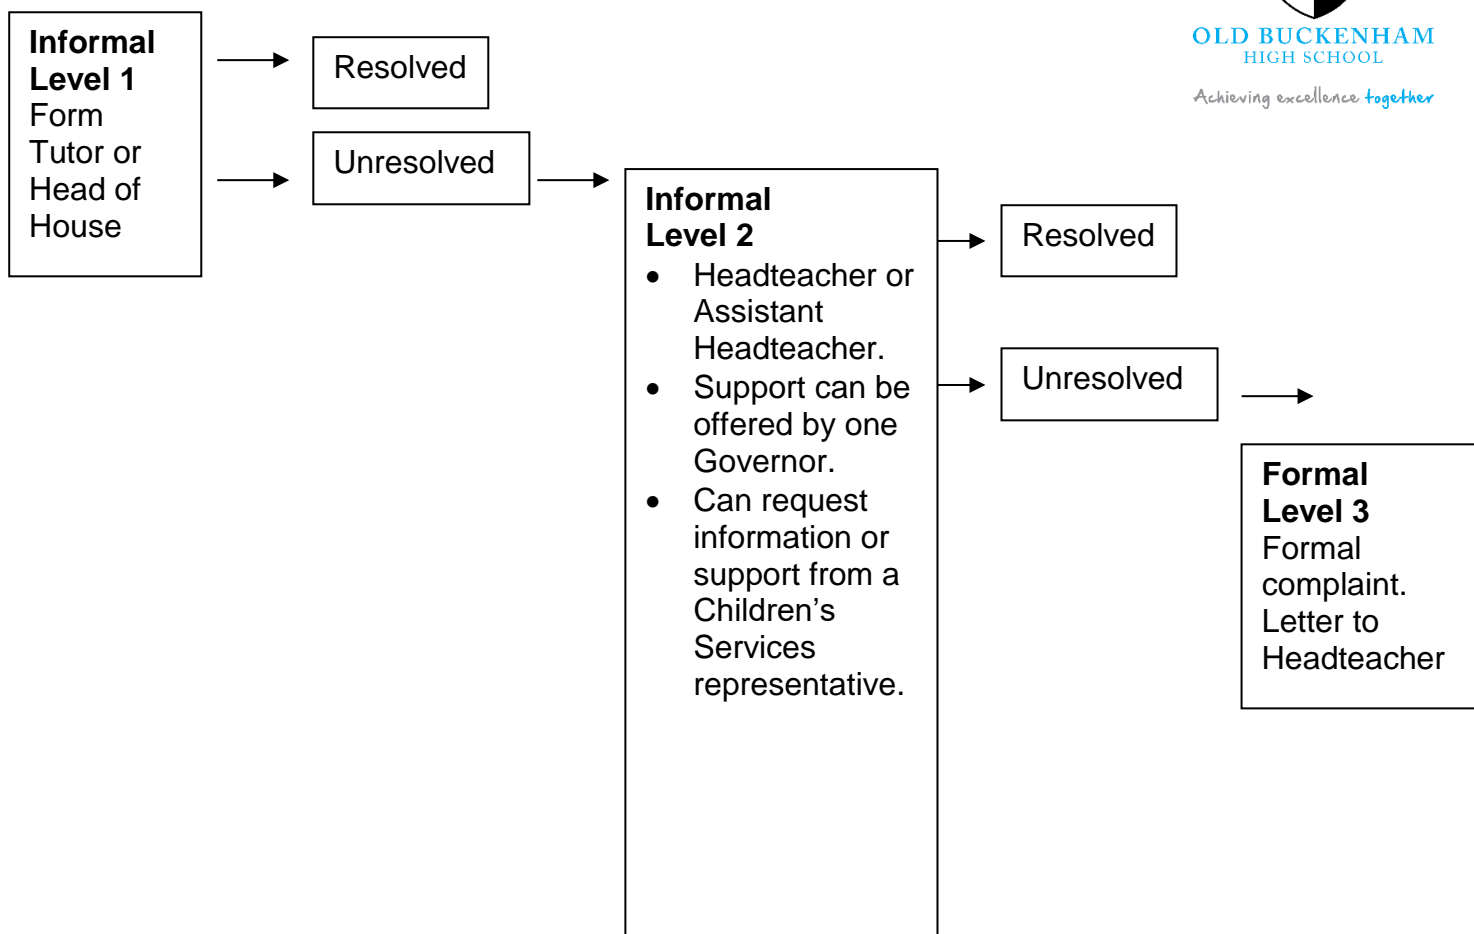 OLD BUCKENHAM
HIGH SCHOOL
Achieving excellence together
Informal
Level 1
Form
Tutor or
Head of
House
Resolved
Unresolved
Informal
Level 2
• Headteacher or
Assistant
Headteacher.
• Support can be
offered by one
Governor.
• Can request
information or
support from a
Children’s
Services
representative.
Resolved
Unresolved
Formal
Level 3
Formal
complaint.
Letter to
Headteacher